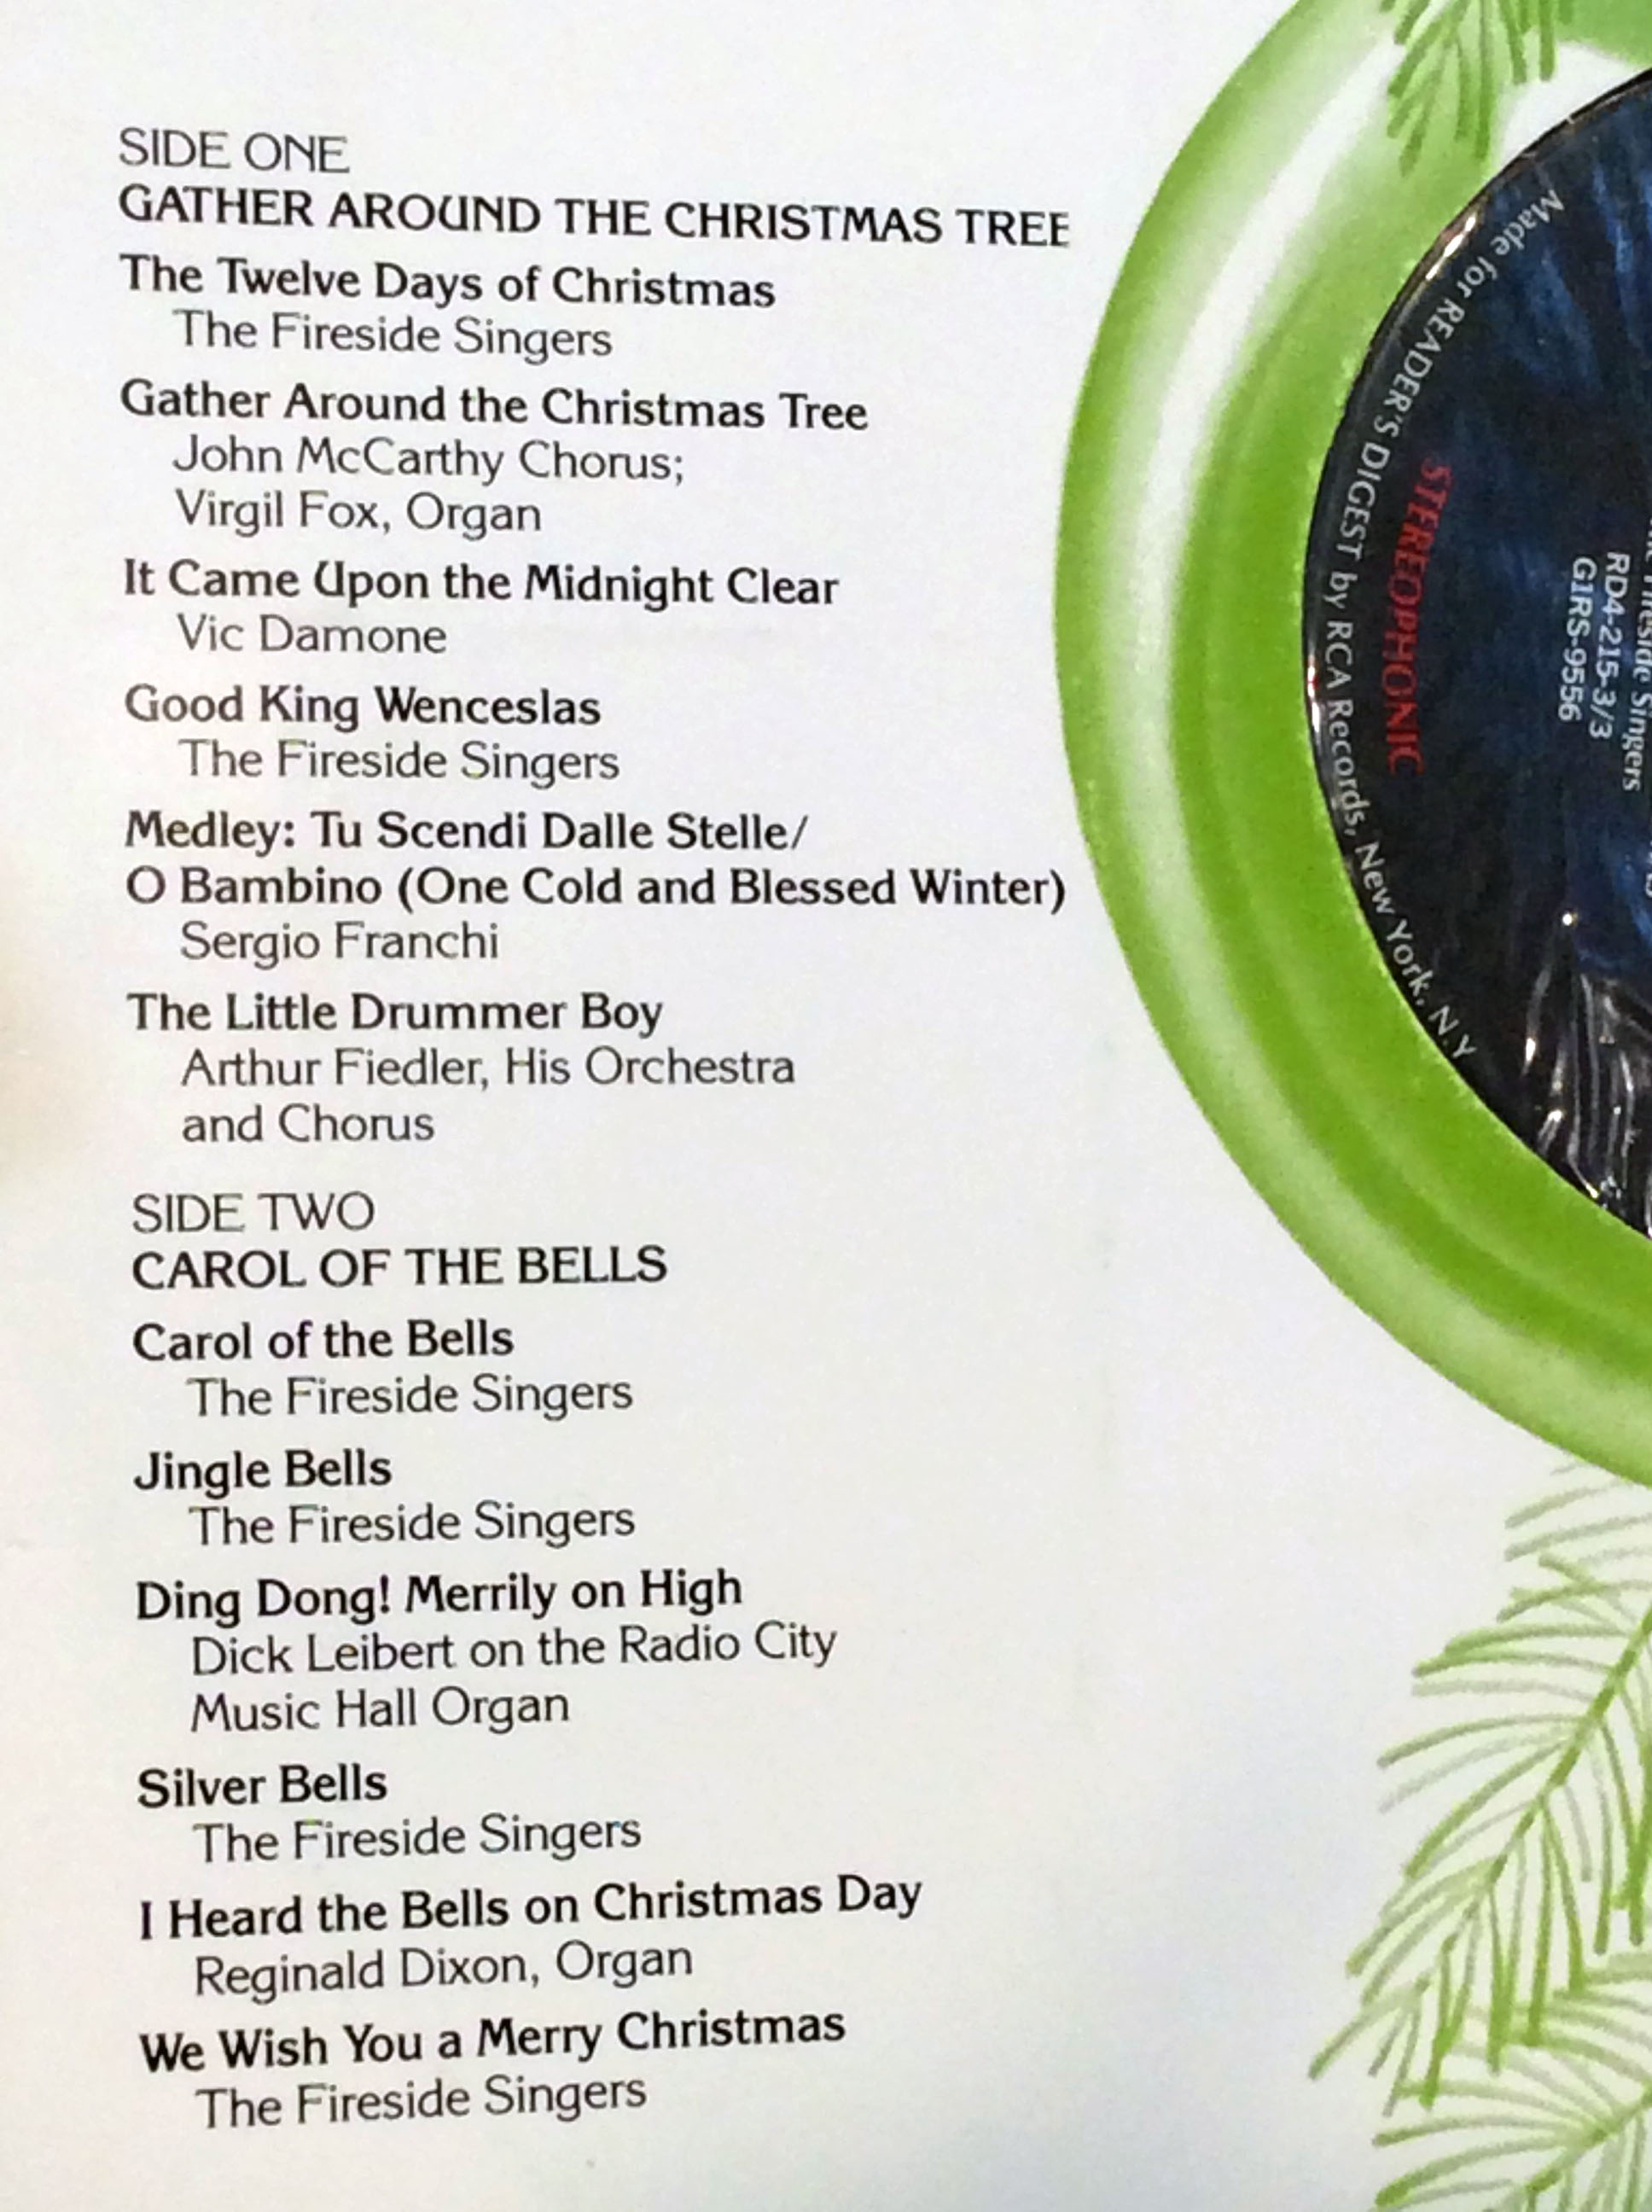 SIDE ONE
GATHER AROUND THE CHRISTMAS TREE
The Twelve Days of Christmas
The Fireside Singers
Gather Around the Christmas Tree
John McCarthy Chorus;
Virgil Fox, Organ
It Came Upon the Midnight Clear
Vic Damone
Good King Wenceslas
The Fireside Singers
Medley: Tu Scendi Dalle Stelle/
O Bambino (One Cold and Blessed Winter)
Sergio Franchi
The Little Drummer Boy
Arthur Fiedler, His Orchestra
and Chorus
SIDE TWO
CAROL OF THE BELLS
Carol of the Bells
The Fireside Singers
Jingle Bells
The Fireside Singers
Ding Dong! Merrily on High
Dick Leibert on the Radio City
Music Hall Organ
Silver Bells
The Fireside Singers
I Heard the Bells on Christmas Day
Reginald Dixon, Organ
We Wish You a Merry Christmas
The Fireside Singers
Made for READER'S DIGEST by RCA Records, New York, N.Y
STEREOPHONIC
Fireside Singers
RD4-215-3/3
G1RS-9556